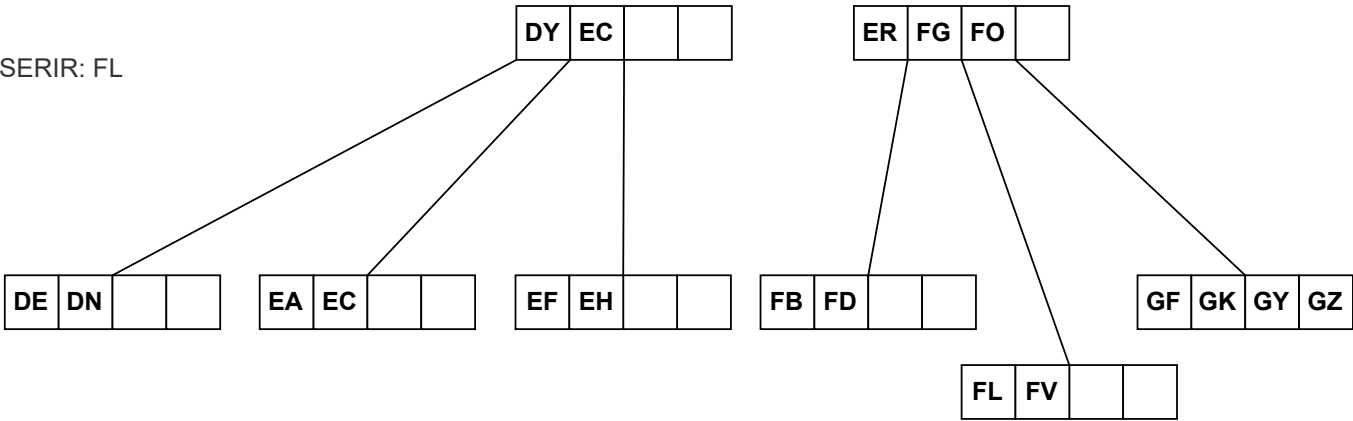 DY EC
ER FG FO
SERIR: FL
DE DN
EA EC
EF EH
FB FD
GF GK GY GZ
FL FV